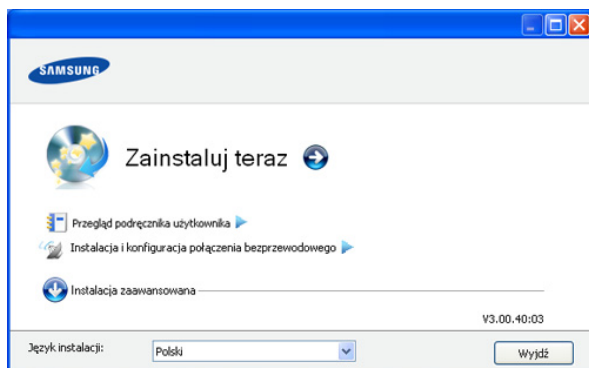 SAMSUNG
Zainstaluj teraz
Przegląd podręcznika użytkownika
Instalacja i konfiguracja połączenia bezprzewodowego
Instalacja zaawansowana
V3.00.40:03
Język instalacji: Polski Wyjdź